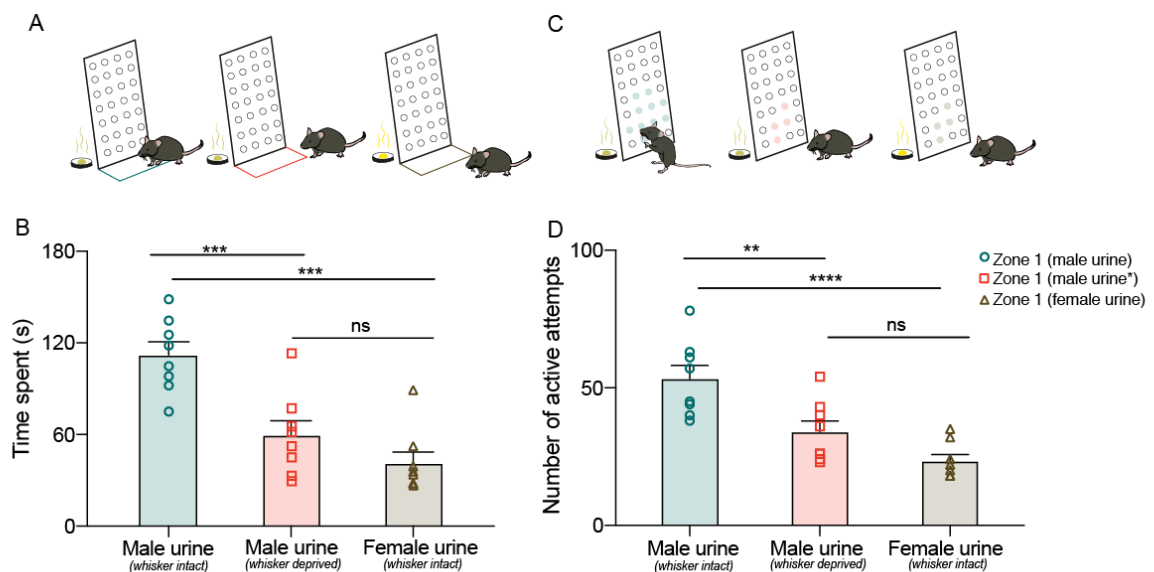 A
C
B
Time spent (s)
180
120
60
0
***
***
ns
Male urine
(whisker intact)
Male urine
(whisker deprived)
Female urine
(whisker intact)
D
Number of active attempts
100
50
0
**
****
ns
Male urine
(whisker intact)
Male urine
(whisker deprived)
Female urine
(whisker intact)
Zone 1 (male urine)
Zone 1 (male urine*)
Zone 1 (female urine)